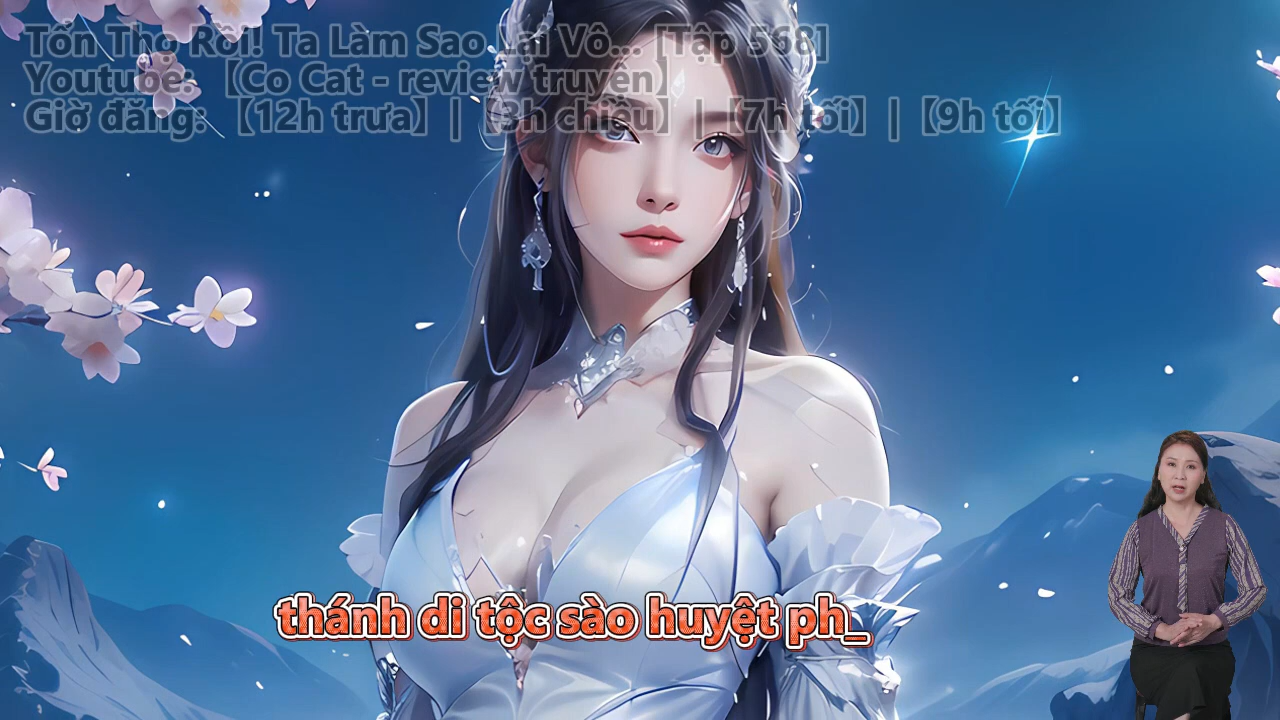 Tốn Thọ Rồi! Ta Làm Sao Lại Vô... [Tập 568]
Youtube: 【Co Cat - review truyện】
Giờ đăng: 【12h trưa】 | 【3h chiều】 | 【7h tối】 | 【9h tối】
thánh di tộc sào huyệt ph_